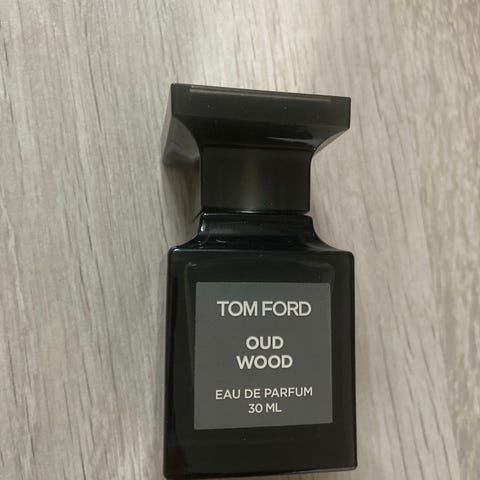 TOM FORD
OUD
WOOD
EAU DE PARFUM
30 ML